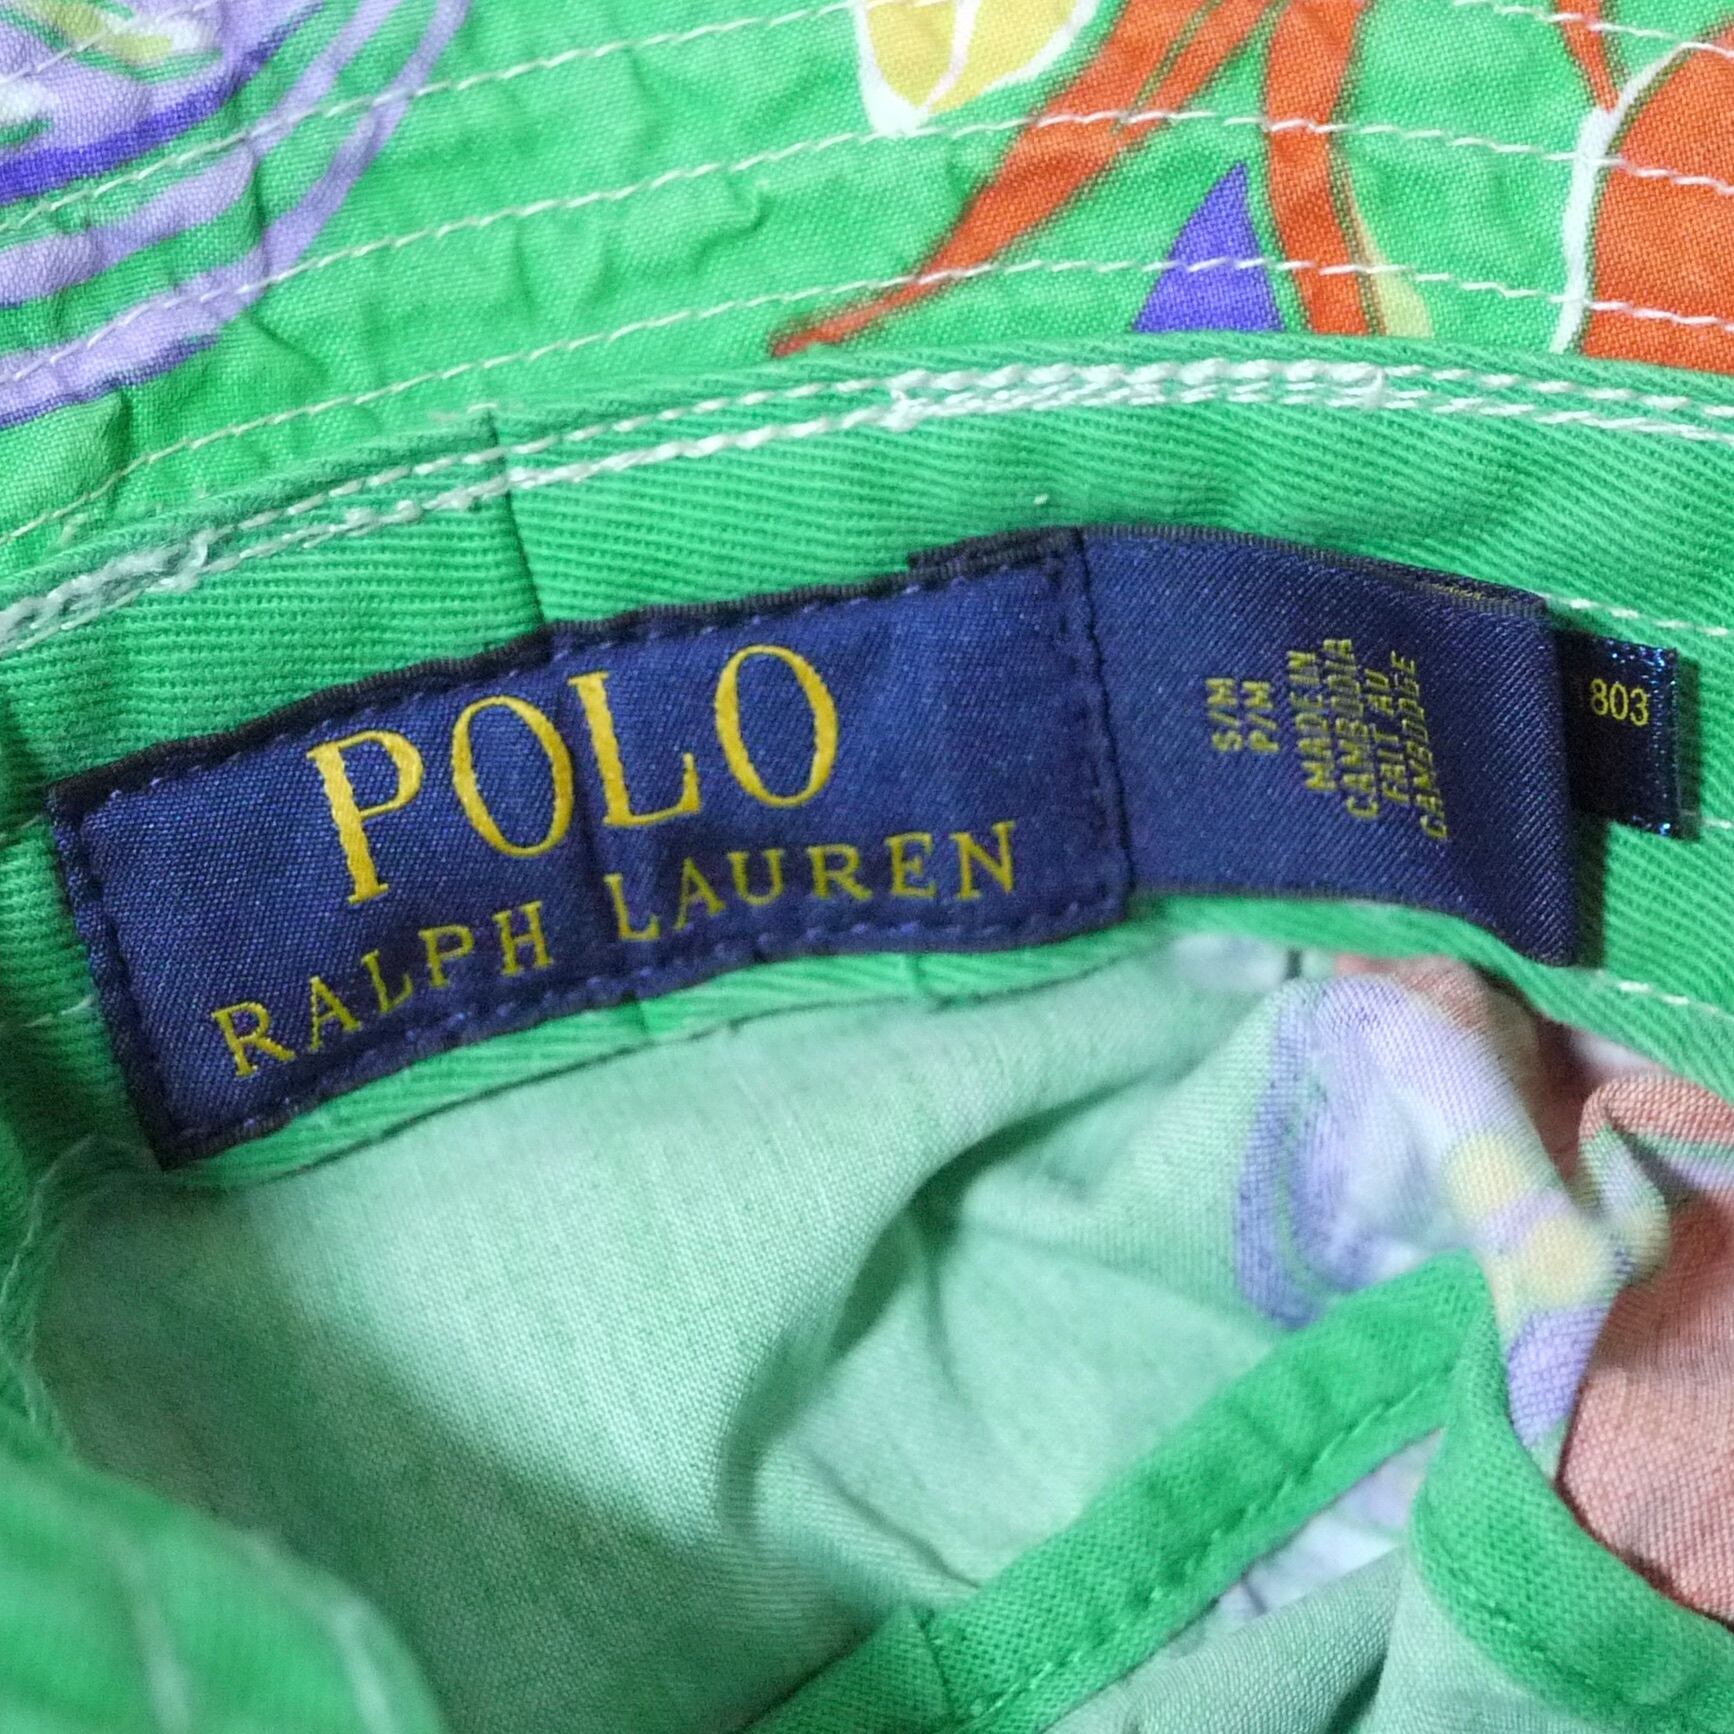 POLO
RALPH LAUREN
S/M
P/M
MADE IN
CAMBODIA
FAIT AU
CAMBODGE
803